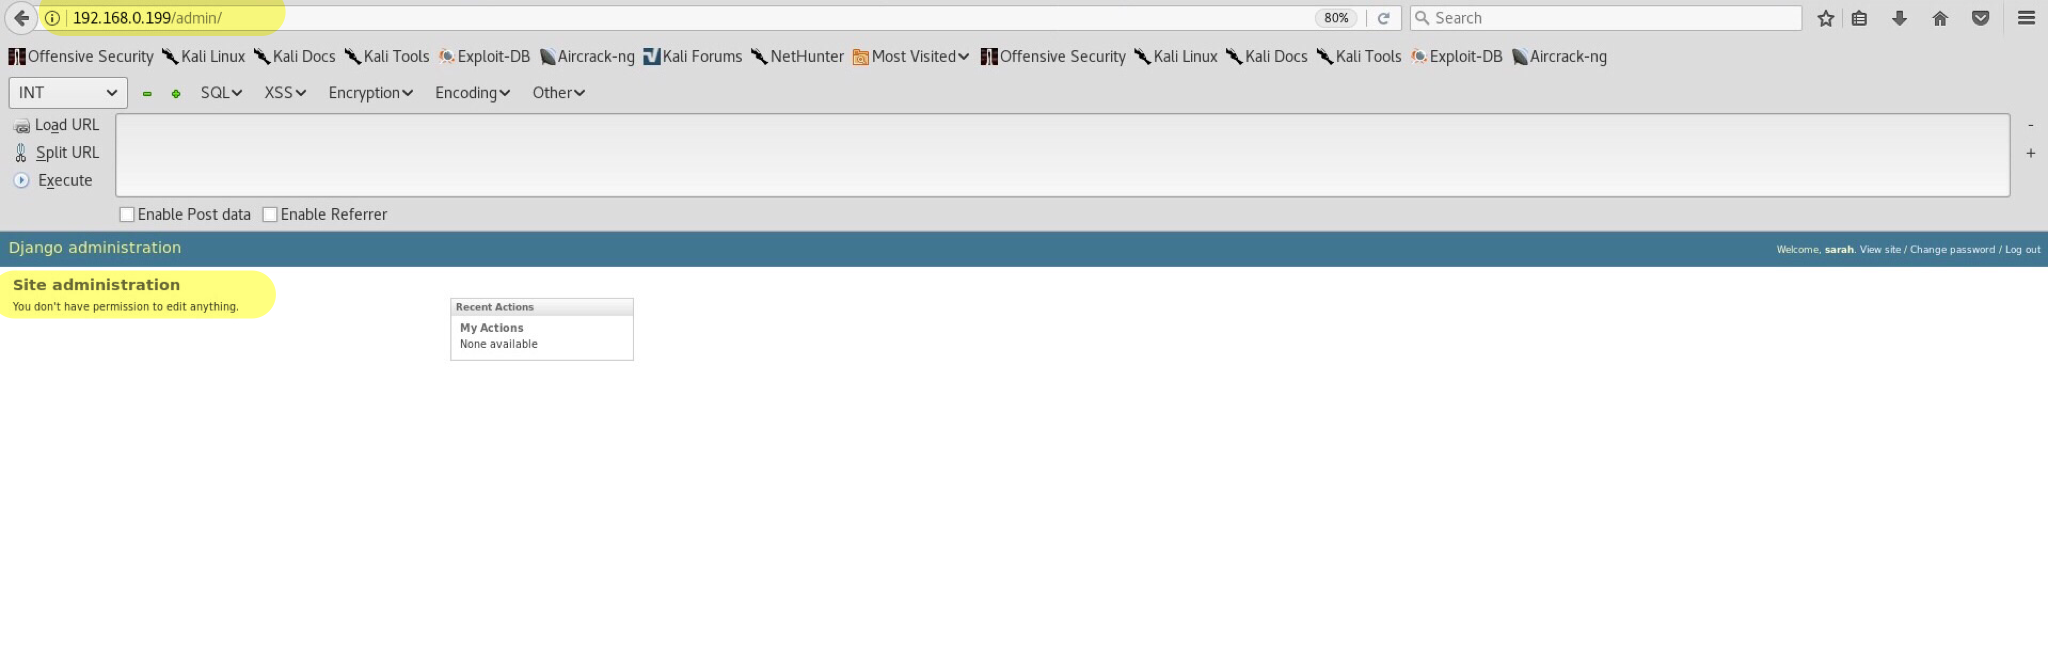 192.168.0.199/admin/ 80% Search
Offensive Security Kali Linux Kali Docs Kali Tools Exploit-DB Aircrack-ng Kali Forums NetHunter Most Visited Offensive Security Kali Linux Kali Docs Kali Tools Exploit-DB Aircrack-ng
INT SQL XSS Encryption Encoding Other
Load URL -
Split URL +
Execute
Enable Post data Enable Referrer
Django administration Welcome, sarah. View site / Change password / Log out
Site administration
You don't have permission to edit anything.
Recent Actions
My Actions
None available